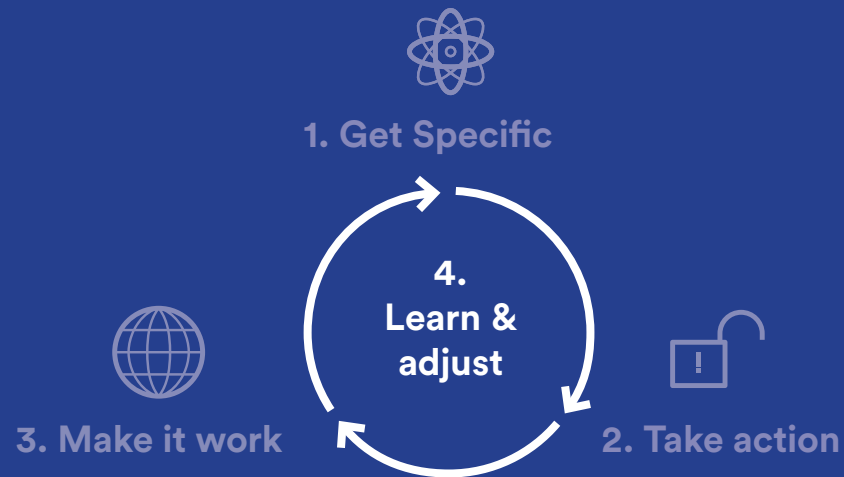 1. Get Specific
4.
Learn &
adjust
!
3. Make it work
2. Take action